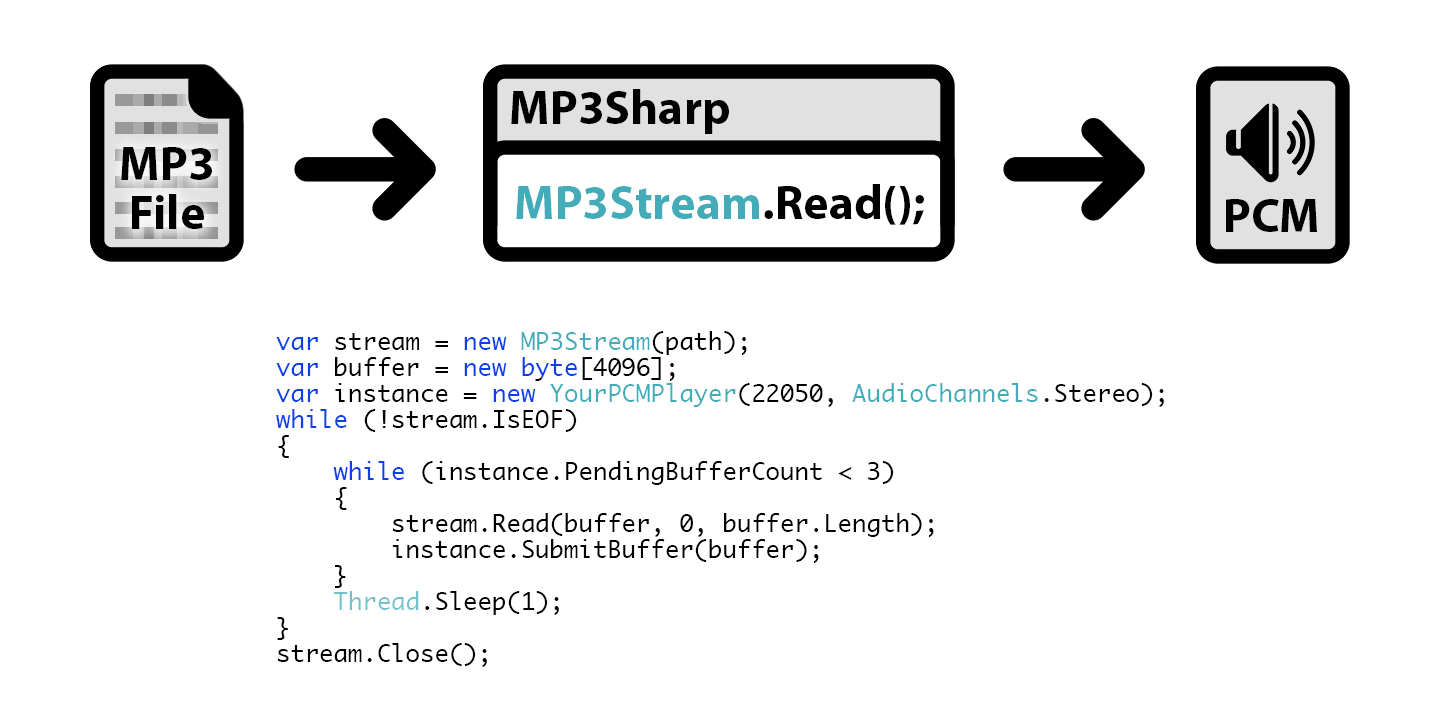 MP3
File
MP3Sharp
MP3Stream.Read();
PCM
var stream = new MP3Stream(path);
var buffer = new byte[4096];
var instance = new YourPCMPlayer(22050, AudioChannels.Stereo);
while (!stream.IsEOF)
{
    while (instance.PendingBufferCount < 3)
    {
        stream.Read(buffer, 0, buffer.Length);
        instance.SubmitBuffer(buffer);
    }
    Thread.Sleep(1);
}
stream.Close();